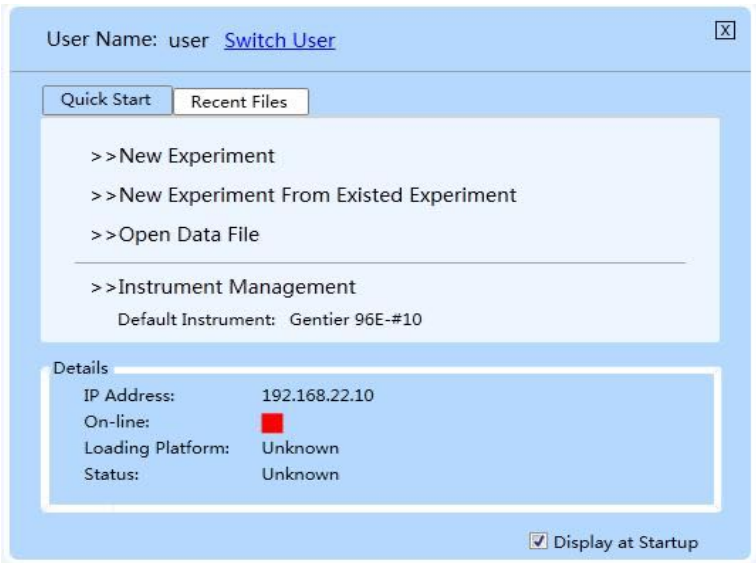 User Name: user Switch User X
Quick Start Recent Files
>>New Experiment
>>New Experiment From Existed Experiment
>>Open Data File
>>Instrument Management
Default Instrument: Gentier 96E-#10
Details
IP Address: 192.168.22.10
On-line:
Loading Platform: Unknown
Status: Unknown
Display at Startup